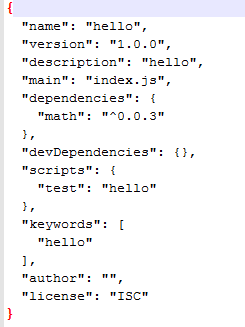 {
  "name": "hello",
  "version": "1.0.0",
  "description": "hello",
  "main": "index.js",
  "dependencies": {
    "math": "^0.0.3"
  },
  "devDependencies": {},
  "scripts": {
    "test": "hello"
  },
  "keywords": [
    "hello"
  ],
  "author": "",
  "license": "ISC"
}